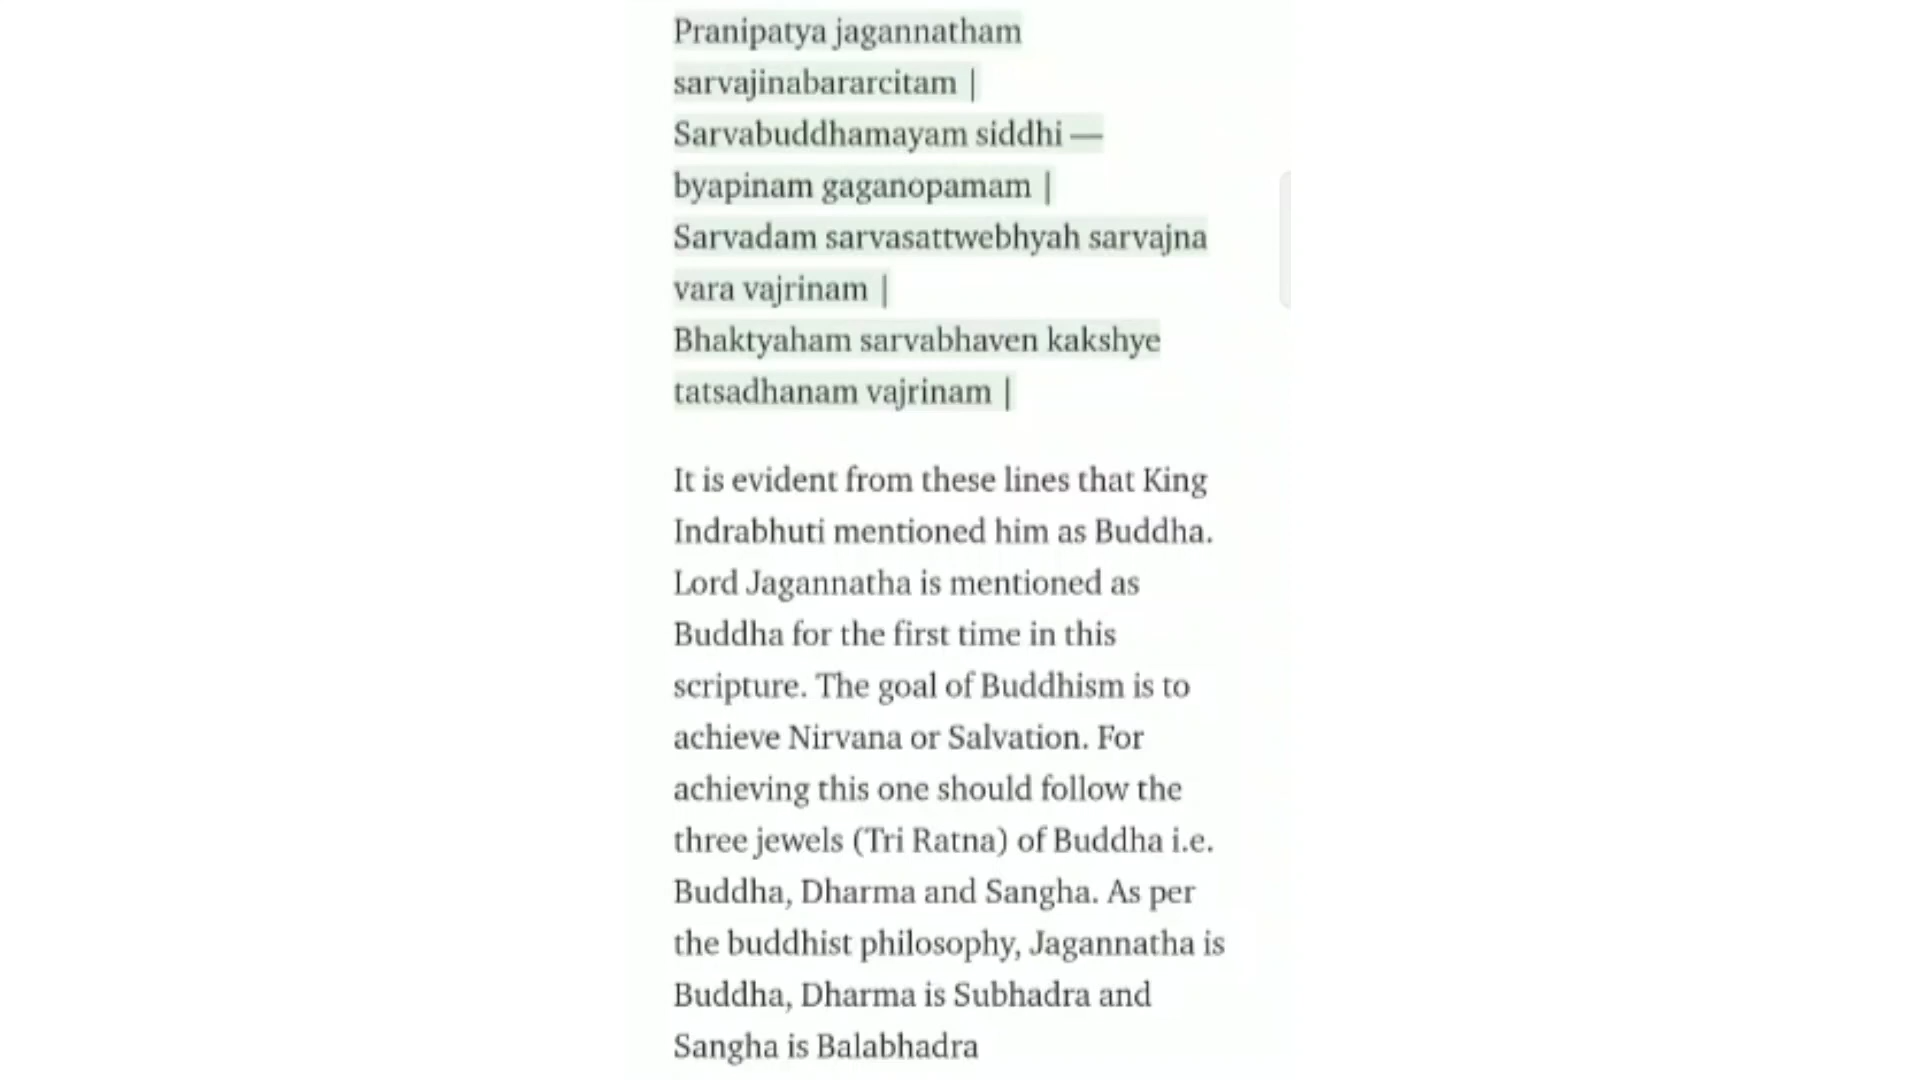 Pranipatya jagannatham
sarvajinabararcitam |
Sarvabuddhamayam siddhi —
byapinam gaganopamam |
Sarvadam sarvasattwebhyah sarvajna
vara vajrinam |
Bhaktyaham sarvabhaven kakshye
tatsadhanam vajrinam |
It is evident from these lines that King
Indrabhuti mentioned him as Buddha.
Lord Jagannatha is mentioned as
Buddha for the first time in this
scripture. The goal of Buddhism is to
achieve Nirvana or Salvation. For
achieving this one should follow the
three jewels (Tri Ratna) of Buddha i.e.
Buddha, Dharma and Sangha. As per
the buddhist philosophy, Jagannatha is
Buddha, Dharma is Subhadra and
Sangha is Balabhadra